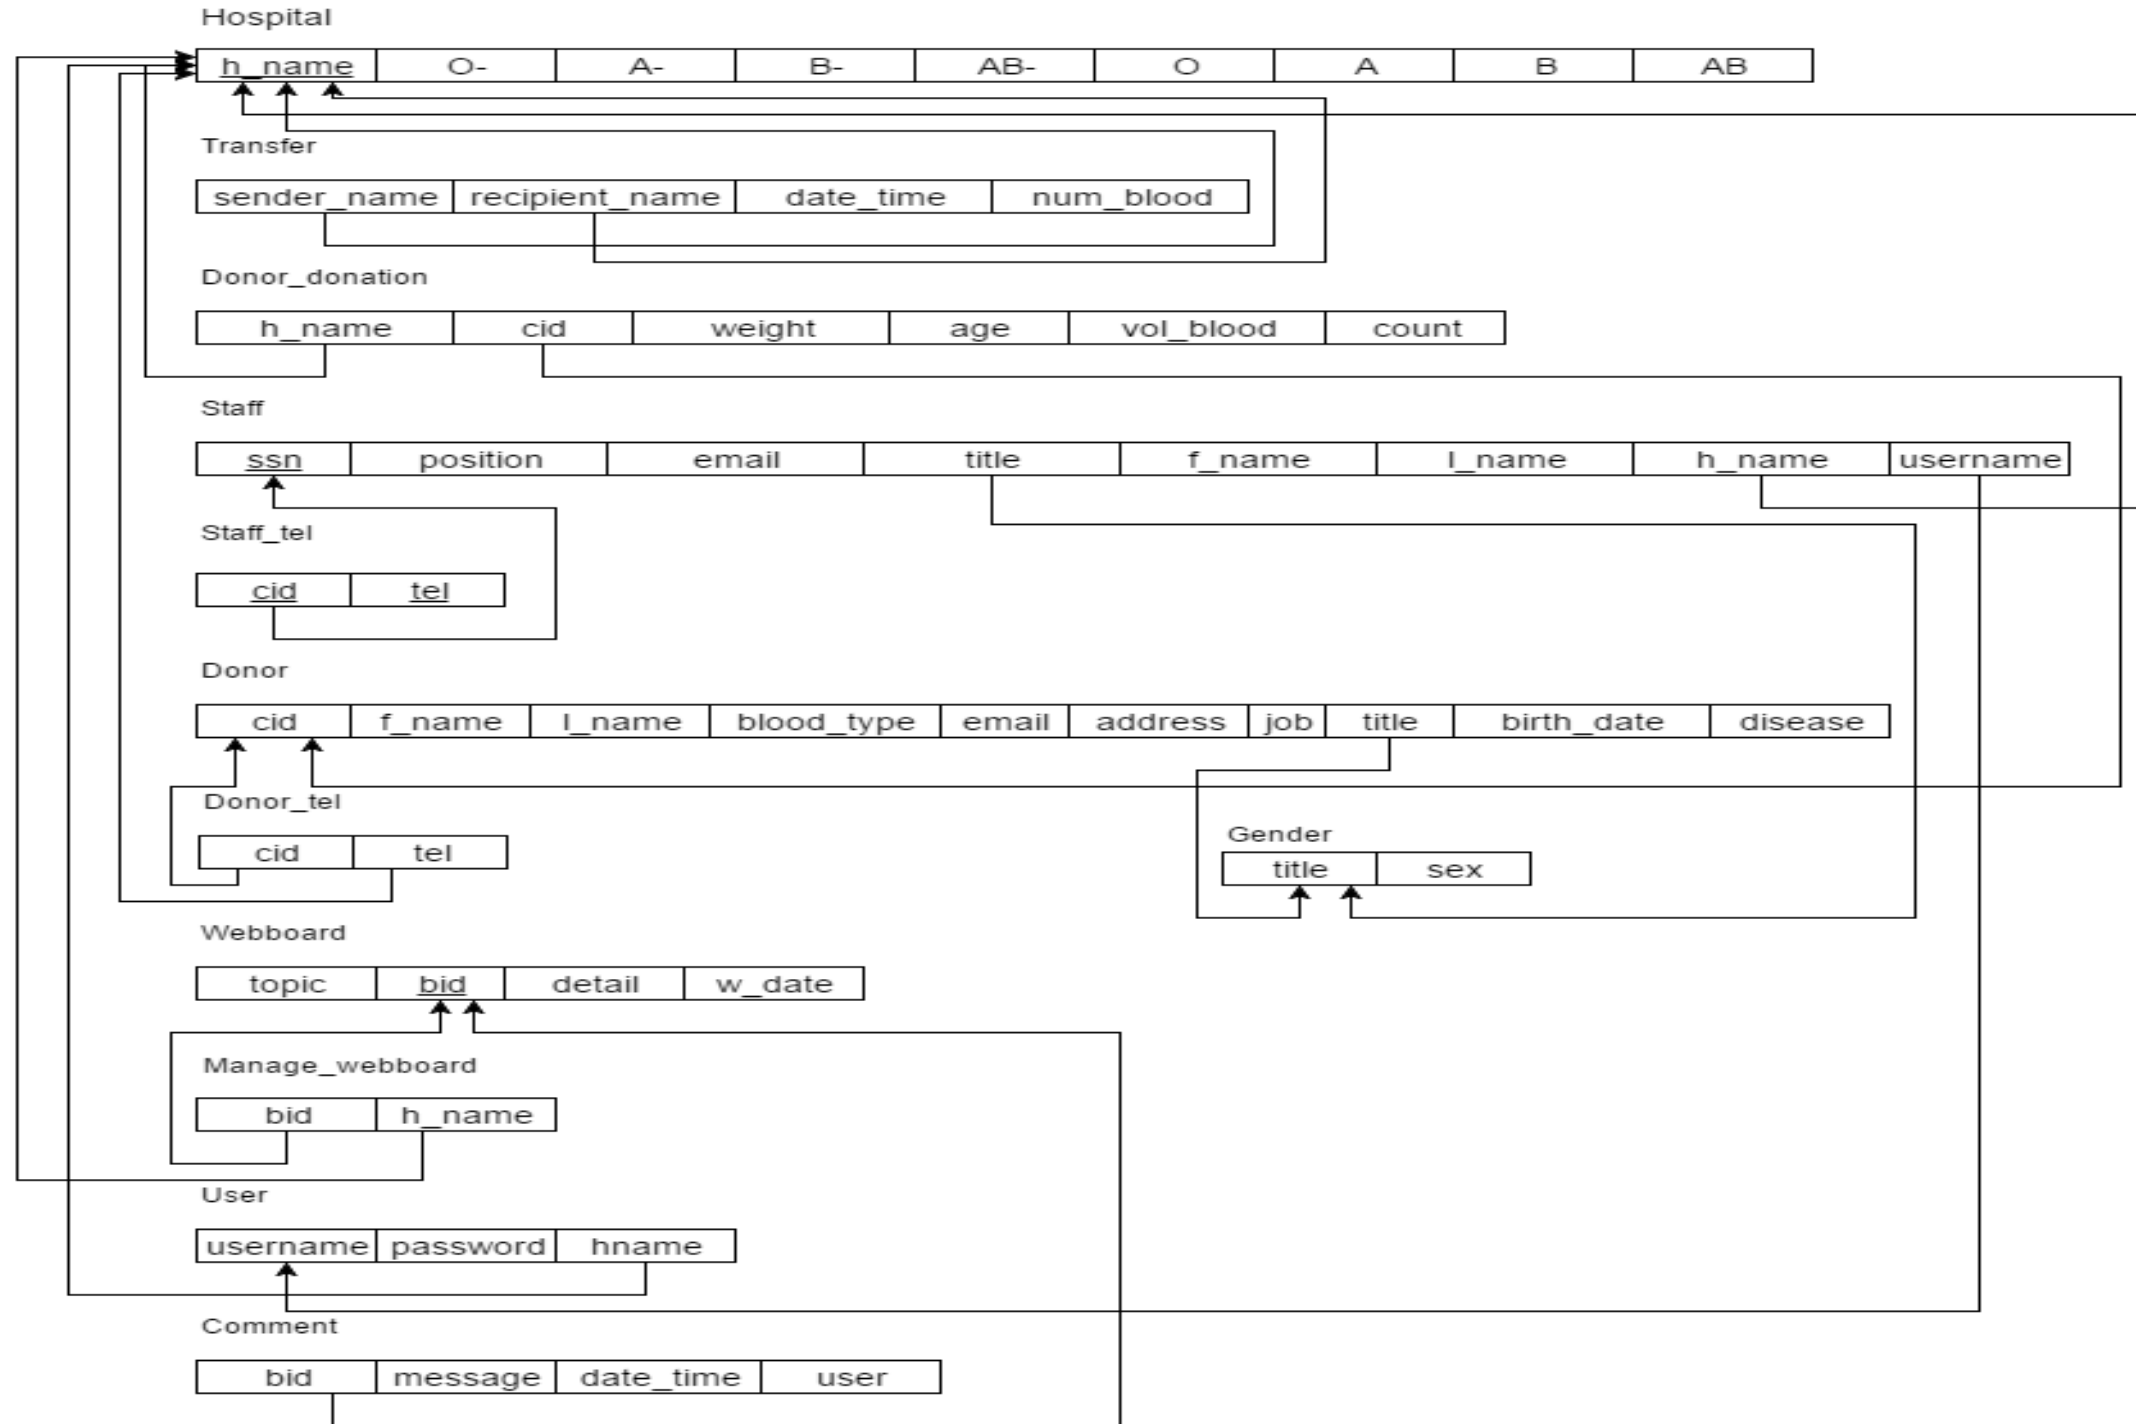 Hospital
h_name O- A- B- AB- O A B AB
Transfer
sender_name recipient_name date_time num_blood
Donor_donation
h_name cid weight age vol_blood count
Staff
ssn position email title f_name l_name h_name username
Staff_tel
cid tel
Donor
cid f_name l_name blood_type email address job title birth_date disease
Donor_tel
cid tel
Gender
title sex
Webboard
topic bid detail w_date
Manage_webboard
bid h_name
User
username password hname
Comment
bid message date_time user